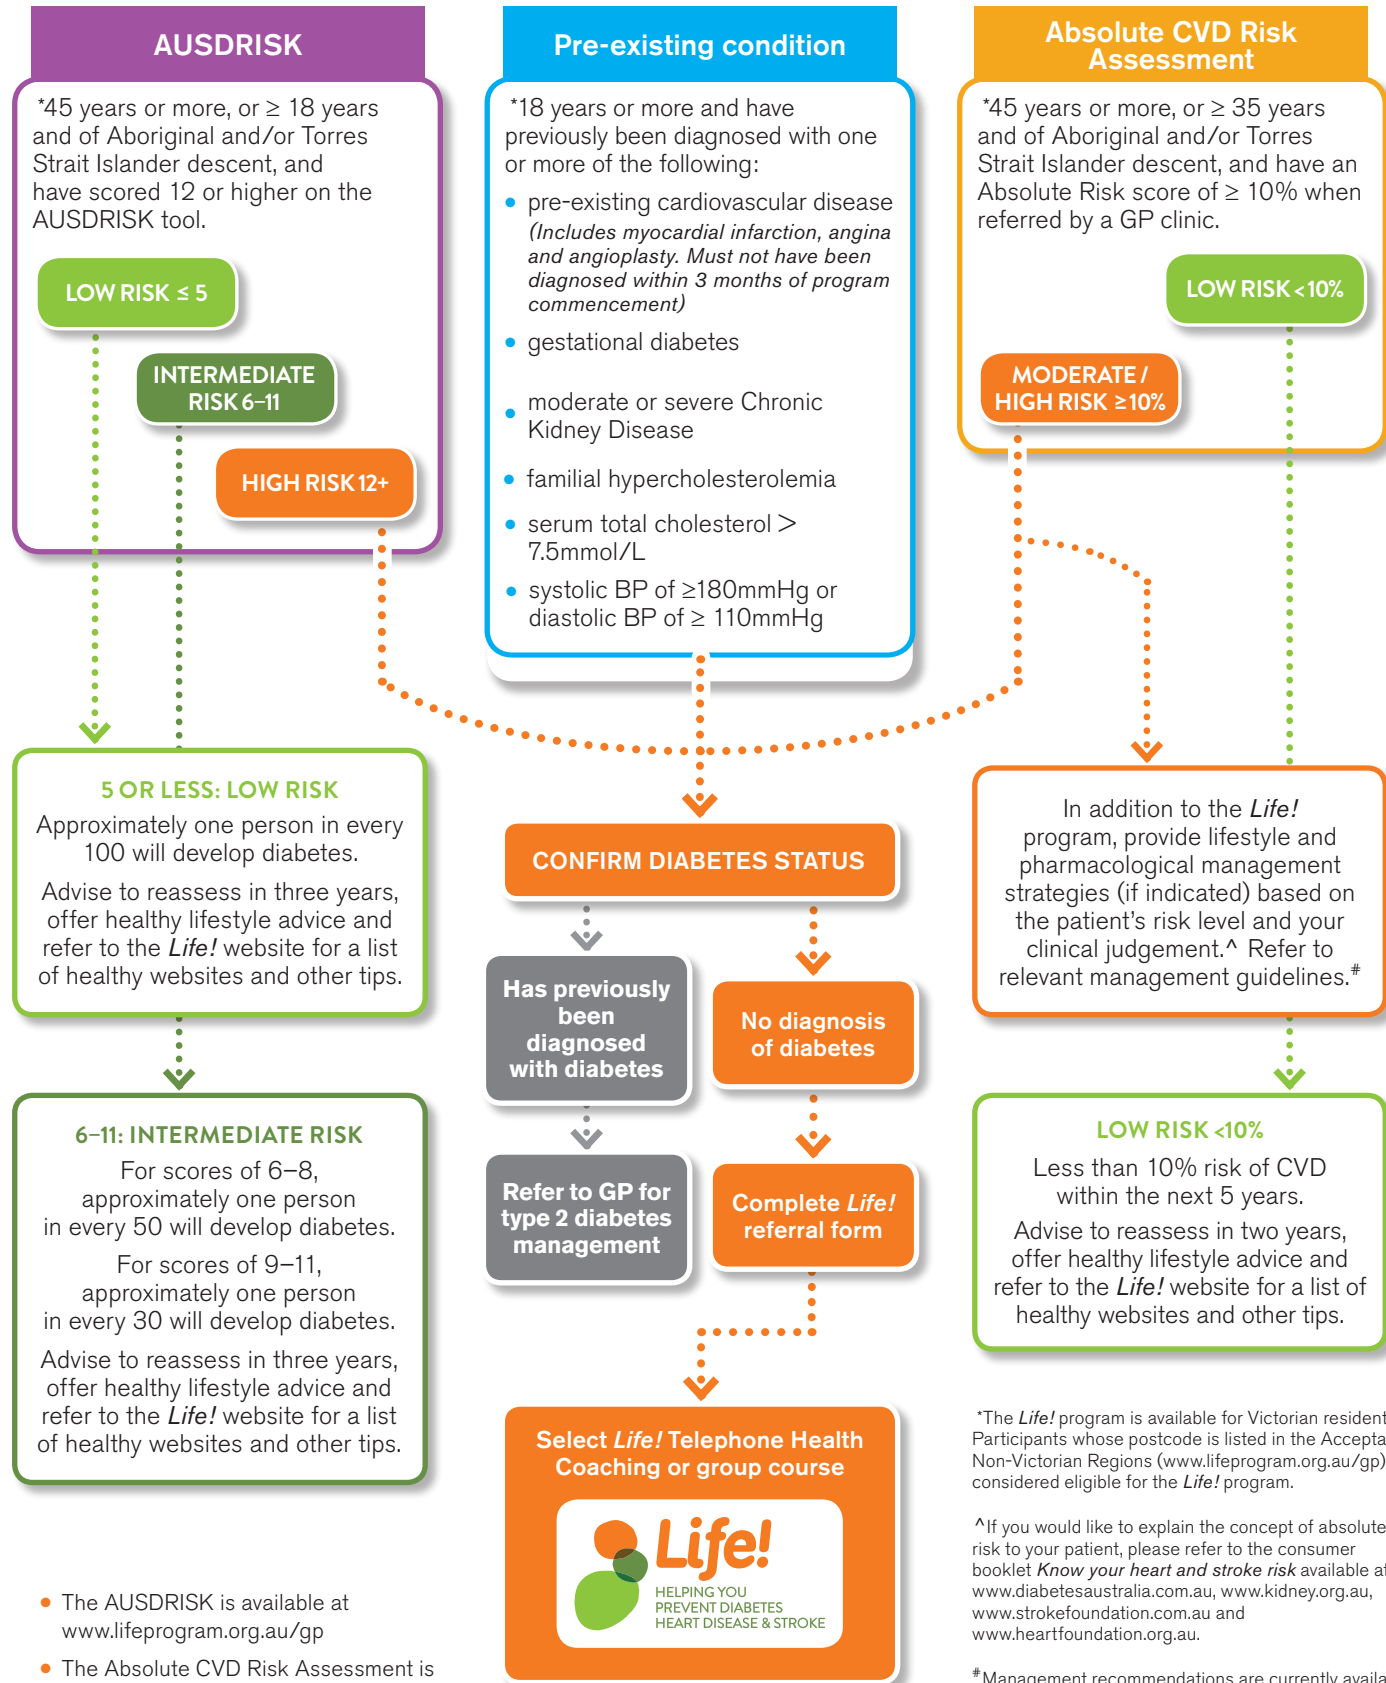 AUSDRISK
*45 years or more, or ≥ 18 years
and of Aboriginal and/or Torres
Strait Islander descent, and
have scored 12 or higher on the
AUSDRISK tool.
LOW RISK ≤ 5
INTERMEDIATE
RISK 6–11
HIGH RISK 12+
Pre-existing condition
*18 years or more and have
previously been diagnosed with one
or more of the following:
• pre-existing cardiovascular disease
(Includes myocardial infarction, angina
and angioplasty. Must not have been
diagnosed within 3 months of program
commencement)
• gestational diabetes
• moderate or severe Chronic
Kidney Disease
• familial hypercholesterolemia
• serum total cholesterol >
7.5mmol/L
• systolic BP of ≥180mmHg or
diastolic BP of ≥ 110mmHg
Absolute CVD Risk
Assessment
*45 years or more, or ≥ 35 years
and of Aboriginal and/or Torres
Strait Islander descent, and have an
Absolute Risk score of ≥ 10% when
referred by a GP clinic.
LOW RISK <10%
MODERATE /
HIGH RISK ≥10%
5 OR LESS: LOW RISK
Approximately one person in every
100 will develop diabetes.
Advise to reassess in three years,
offer healthy lifestyle advice and
refer to the Life! website for a list
of healthy websites and other tips.
6–11: INTERMEDIATE RISK
For scores of 6–8,
approximately one person
in every 50 will develop diabetes.
For scores of 9–11,
approximately one person
in every 30 will develop diabetes.
Advise to reassess in three years,
offer healthy lifestyle advice and
refer to the Life! website for a list
of healthy websites and other tips.
• The AUSDRISK is available at
www.lifeprogram.org.au/gp
• The Absolute CVD Risk Assessment is
CONFIRM DIABETES STATUS
Has previously
been
diagnosed
with diabetes
Refer to GP for
type 2 diabetes
management
No diagnosis
of diabetes
Complete Life!
referral form
Select Life! Telephone Health
Coaching or group course
Life!
HELPING YOU
PREVENT DIABETES
HEART DISEASE & STROKE
In addition to the Life!
program, provide lifestyle and
pharmacological management
strategies (if indicated) based on
the patient's risk level and your
clinical judgement.^ Refer to
relevant management guidelines.#
LOW RISK <10%
Less than 10% risk of CVD
within the next 5 years.
Advise to reassess in two years,
offer healthy lifestyle advice and
refer to the Life! website for a list of
healthy websites and other tips.
*The Life! program is available for Victorian
Participants whose postcode is listed in the
Non-Victorian Regions (www.lifeprogram.org.au/gp)
considered eligible for the Life! program.
^If you would like to explain the concept of absolute
risk to your patient, please refer to the consumer
booklet Know your heart and stroke risk available
www.diabetesaustralia.com.au, www.kidney.org.au,
www.strokefoundation.com.au and
www.heartfoundation.org.au.
#Management recommendations are currently